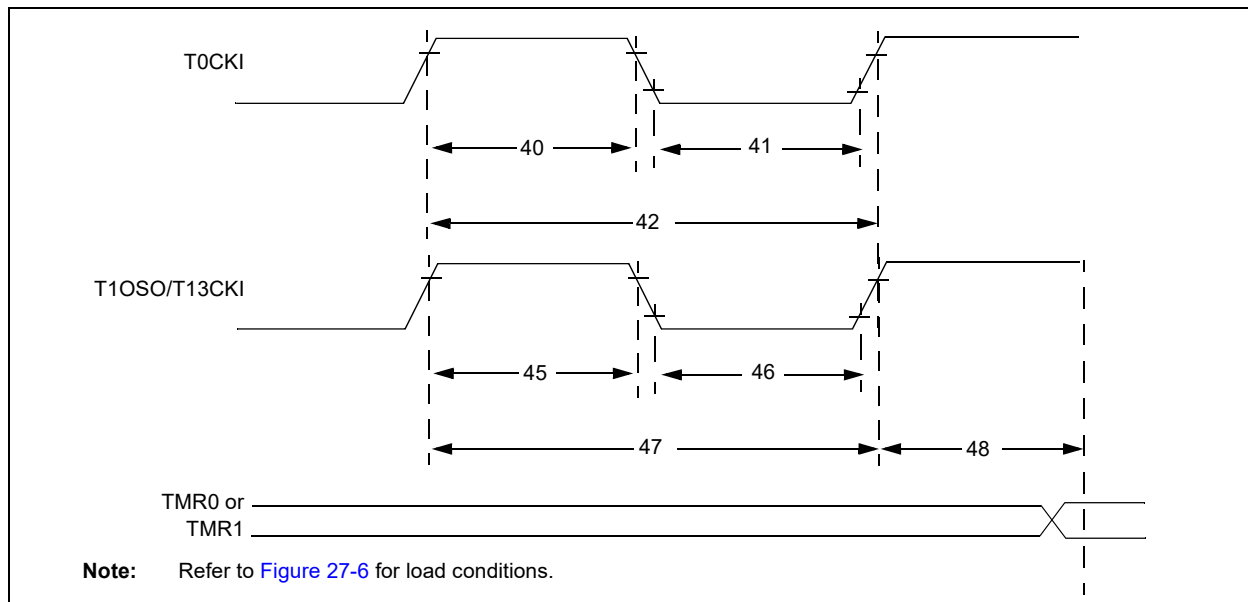 T0CKI
40
41
42
T1OSO/T13CKI
45
46
47
48
TMR0 or
TMR1
Note: Refer to Figure 27-6 for load conditions.